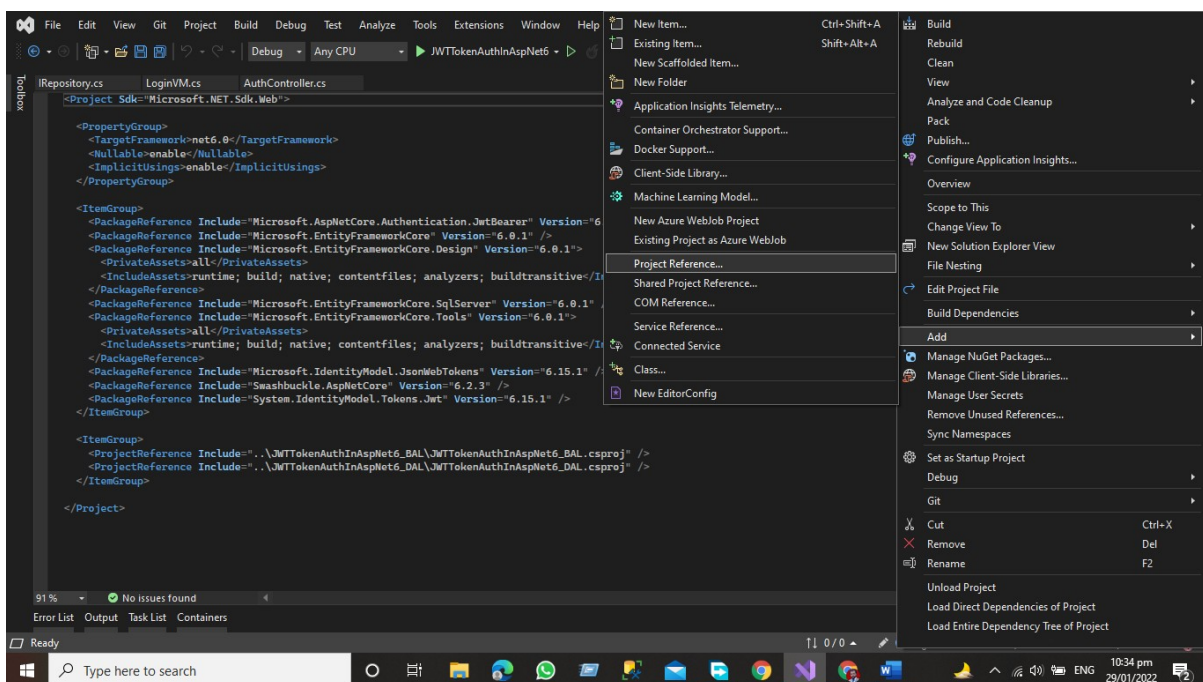 File Edit View Git Project Build Debug Test Analyze Tools Extensions Window Help
Debug Any CPU JWTTokenAuthInAspNet6
Toolbox
IRepository.cs LoginVM.cs AuthController.cs
<Project Sdk="Microsoft.NET.Sdk.Web">
<PropertyGroup>
<TargetFramework>net6.0</TargetFramework>
<Nullable>enable</Nullable>
<ImplicitUsings>enable</ImplicitUsings>
</PropertyGroup>
<ItemGroup>
<PackageReference Include="Microsoft.AspNetCore.Authentication.JwtBearer" Version="6
<PackageReference Include="Microsoft.EntityFrameworkCore" Version="6.0.1" />
<PackageReference Include="Microsoft.EntityFrameworkCore.Design" Version="6.0.1">
<PrivateAssets>all</PrivateAssets>
<IncludeAssets>runtime; build; native; contentfiles; analyzers; buildtransitive</I
</PackageReference>
<PackageReference Include="Microsoft.EntityFrameworkCore.SqlServer" Version="6.0.1" /
<PackageReference Include="Microsoft.EntityFrameworkCore.Tools" Version="6.0.1">
<PrivateAssets>all</PrivateAssets>
<IncludeAssets>runtime; build; native; contentfiles; analyzers; buildtransitive</I
</PackageReference>
<PackageReference Include="Microsoft.IdentityModel.JsonWebTokens" Version="6.15.1" /
<PackageReference Include="Swashbuckle.AspNetCore" Version="6.2.3" />
<PackageReference Include="System.IdentityModel.Tokens.Jwt" Version="6.15.1" />
</ItemGroup>
<ItemGroup>
<ProjectReference Include="..\JWTTokenAuthInAspNet6_BAL\JWTTokenAuthInAspNet6_BAL.csproj" />
<ProjectReference Include="..\JWTTokenAuthInAspNet6_DAL\JWTTokenAuthInAspNet6_DAL.csproj" />
</ItemGroup>
</Project>
91 % No issues found
Error List Output Task List Containers
Ready 0 / 0
New Item... Ctrl+Shift+A
Existing Item... Shift+Alt+A
New Scaffolded Item...
New Folder
Application Insights Telemetry...
Container Orchestrator Support...
Docker Support...
Client-Side Library...
Machine Learning Model...
New Azure WebJob Project
Existing Project as Azure WebJob
Project Reference...
Shared Project Reference...
COM Reference...
Service Reference...
Connected Service
Class...
New EditorConfig
Build
Rebuild
Clean
View
Analyze and Code Cleanup
Pack
Publish...
Configure Application Insights...
Overview
Scope to This
Change View To
New Solution Explorer View
File Nesting
Edit Project File
Build Dependencies
Add
Manage NuGet Packages...
Manage Client-Side Libraries...
Manage User Secrets
Remove Unused References...
Sync Namespaces
Set as Startup Project
Debug
Git
Cut Ctrl+X
Remove Del
Rename F2
Unload Project
Load Direct Dependencies of Project
Load Entire Dependency Tree of Project
Type here to search
ENG
10:34 pm
29/01/2022